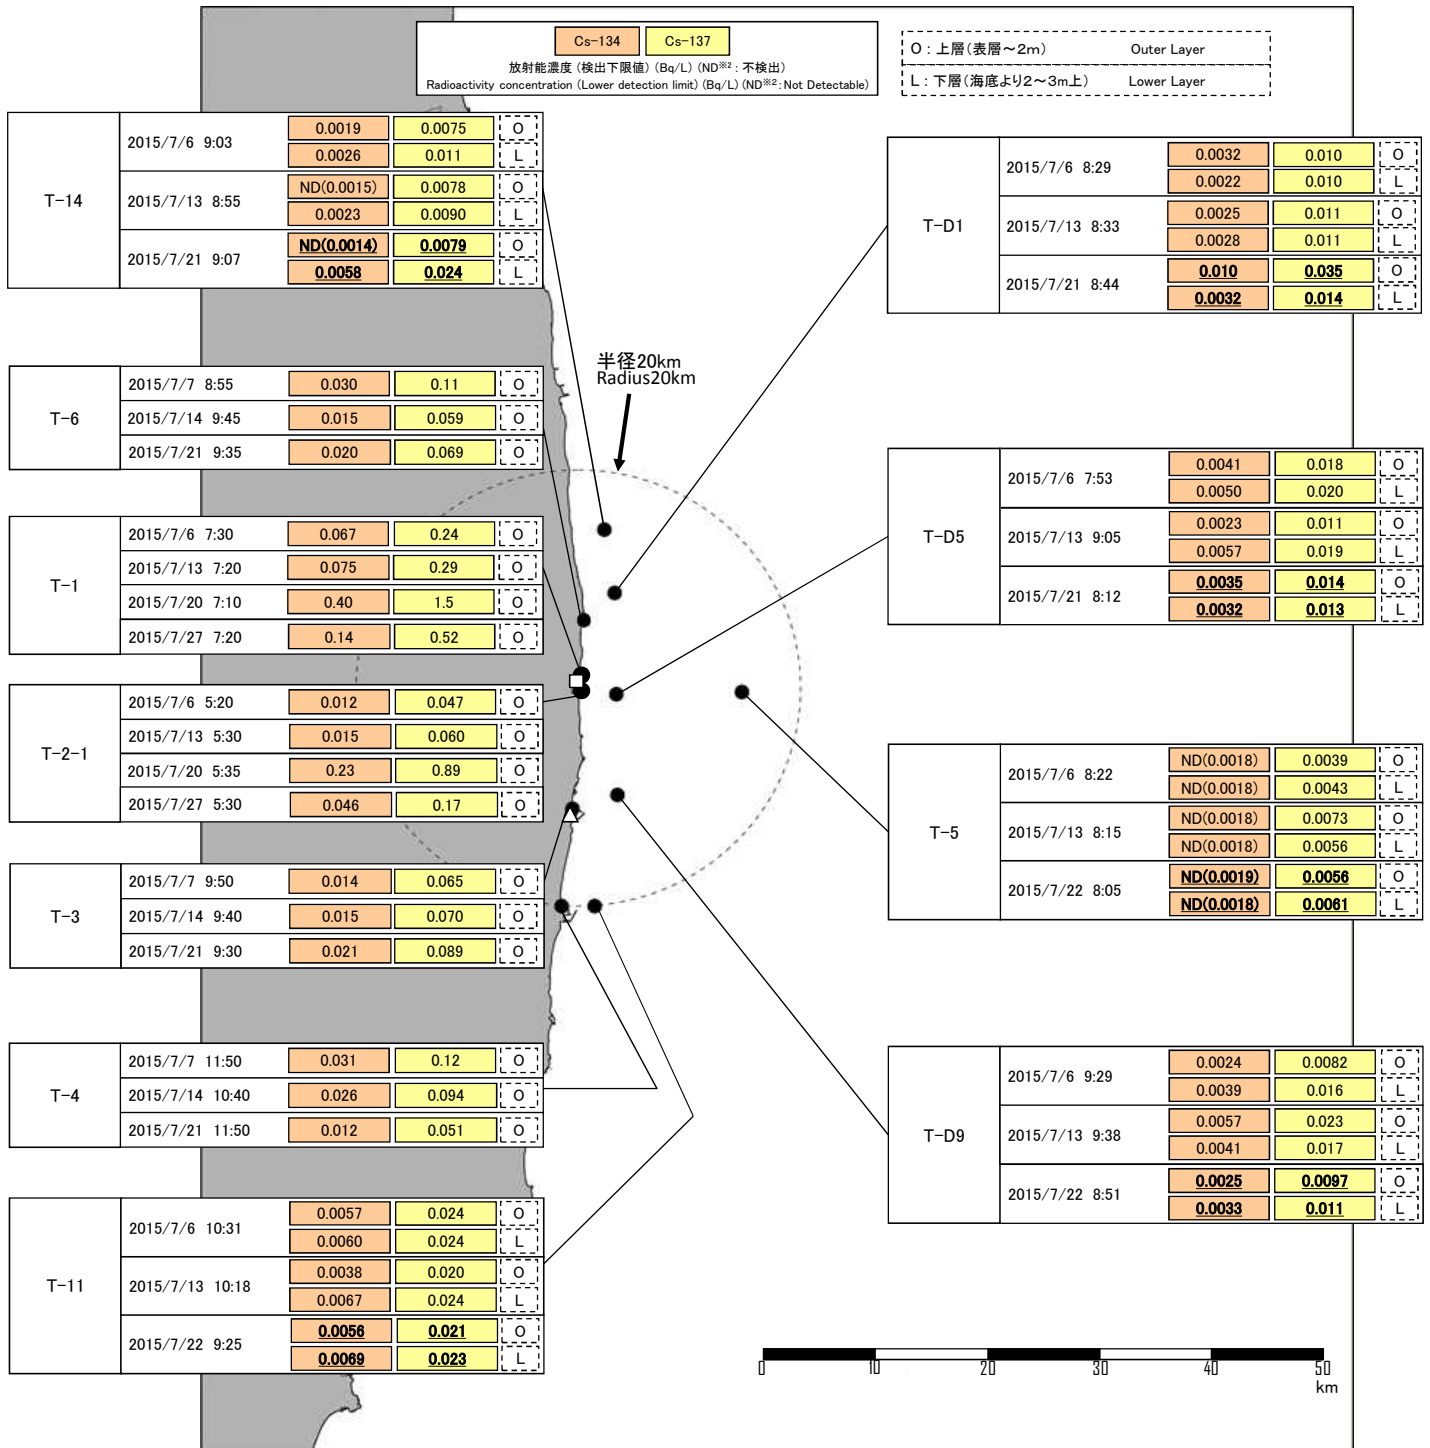 Cs-134 Cs-137
放射能濃度 (検出下限値) (Bq/L) (ND※2 : 不検出)
Radioactivity concentration (Lower detection limit) (Bq/L) (ND※2 : Not Detectable)
O : 上層(表層～2m) Outer Layer
L : 下層(海底より2～3m上) Lower Layer
T-14
2015/7/6 9:03
0.0019 0.0075 O
0.0026 0.011 L
2015/7/13 8:55
ND(0.0015) 0.0078 O
0.0023 0.0090 L
2015/7/21 9:07
ND(0.0014) 0.0079 O
0.0058 0.024 L
T-6
2015/7/7 8:55 0.030 0.11 O
2015/7/14 9:45 0.015 0.059 O
2015/7/21 9:35 0.020 0.069 O
T-1
2015/7/6 7:30 0.067 0.24 O
2015/7/13 7:20 0.075 0.29 O
2015/7/20 7:10 0.40 1.5 O
2015/7/27 7:20 0.14 0.52 O
T-2-1
2015/7/6 5:20 0.012 0.047 O
2015/7/13 5:30 0.015 0.060 O
2015/7/20 5:35 0.23 0.89 O
2015/7/27 5:30 0.046 0.17 O
T-3
2015/7/7 9:50 0.014 0.065 O
2015/7/14 9:40 0.015 0.070 O
2015/7/21 9:30 0.021 0.089 O
T-4
2015/7/7 11:50 0.031 0.12 O
2015/7/14 10:40 0.026 0.094 O
2015/7/21 11:50 0.012 0.051 O
T-11
2015/7/6 10:31
0.0057 0.024 O
0.0060 0.024 L
2015/7/13 10:18
0.0038 0.020 O
0.0067 0.024 L
2015/7/22 9:25
0.0056 0.021 O
0.0069 0.023 L
半径20km
Radius20km
T-D1
2015/7/6 8:29
0.0032 0.010 O
0.0022 0.010 L
2015/7/13 8:33
0.0025 0.011 O
0.0028 0.011 L
2015/7/21 8:44
0.010 0.035 O
0.0032 0.014 L
T-D5
2015/7/6 7:53
0.0041 0.018 O
0.0050 0.020 L
2015/7/13 9:05
0.0023 0.011 O
0.0057 0.019 L
2015/7/21 8:12
0.0035 0.014 O
0.0032 0.013 L
T-5
2015/7/6 8:22
ND(0.0018) 0.0039 O
ND(0.0018) 0.0043 L
2015/7/13 8:15
ND(0.0018) 0.0073 O
ND(0.0018) 0.0056 L
2015/7/22 8:05
ND(0.0019) 0.0056 O
ND(0.0018) 0.0061 L
T-D9
2015/7/6 9:29
0.0024 0.0082 O
0.0039 0.016 L
2015/7/13 9:38
0.0057 0.023 O
0.0041 0.017 L
2015/7/22 8:51
0.0025 0.0097 O
0.0033 0.011 L
0 10 20 30 40 50
km